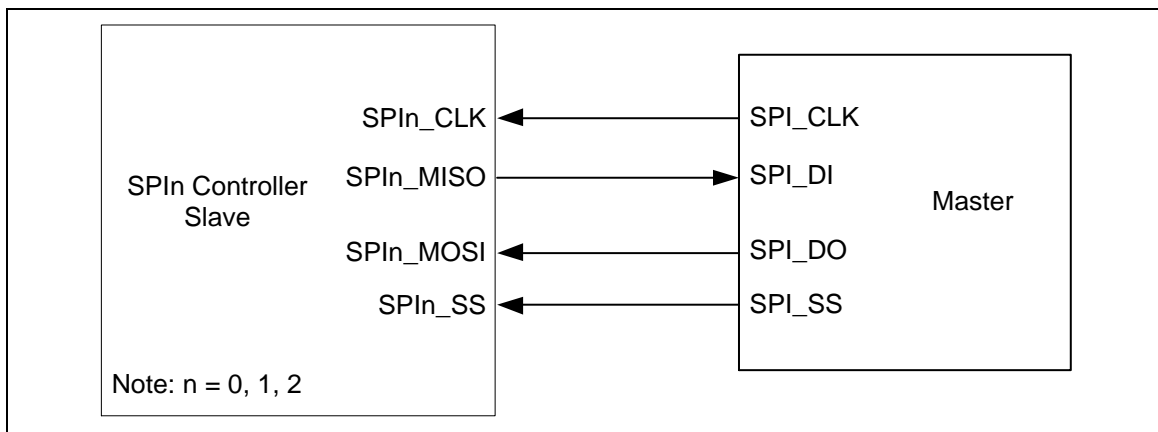 SPIn_CLK
SPI_CLK
SPIn Controller
Slave
SPIn_MISO
SPI_DI
Master
SPIn_MOSI
SPI_DO
SPIn_SS
SPI_SS
Note: n = 0, 1, 2